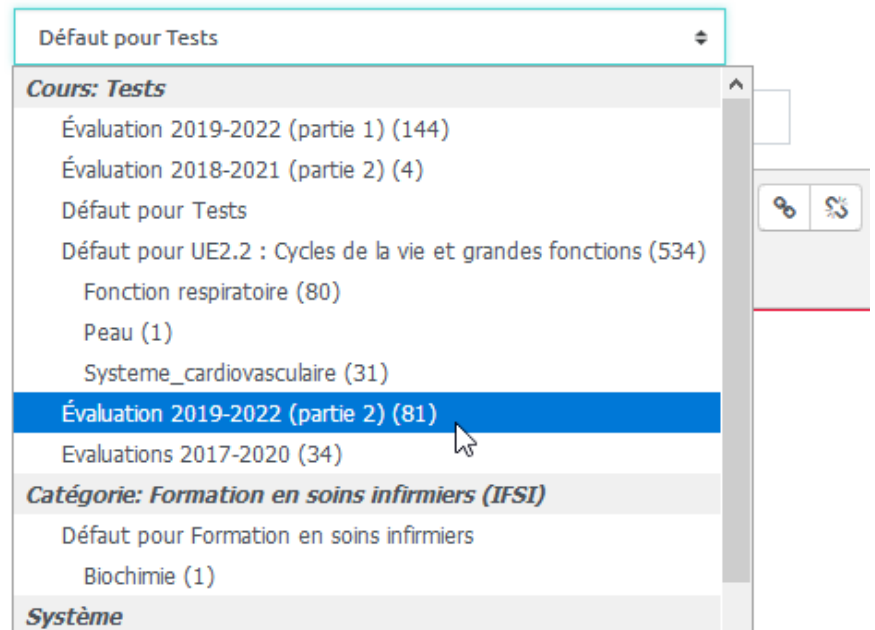 Défaut pour Tests
Cours: Tests
Évaluation 2019-2022 (partie 1) (144)
Évaluation 2018-2021 (partie 2) (4)
Défaut pour Tests
Défaut pour UE2.2 : Cycles de la vie et grandes fonctions (534)
Fonction respiratoire (80)
Peau (1)
Systeme_cardiovasculaire (31)
Évaluation 2019-2022 (partie 2) (81)
Evaluations 2017-2020 (34)
Catégorie: Formation en soins infirmiers (IFSI)
Défaut pour Formation en soins infirmiers
Biochimie (1)
Système